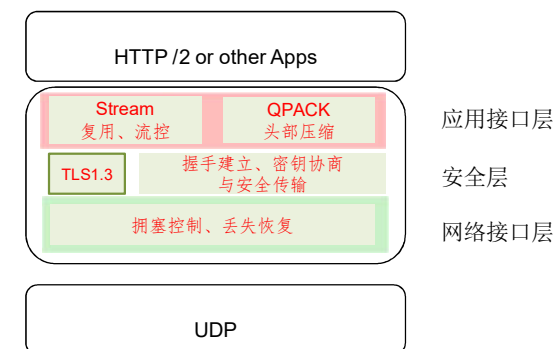 HTTP /2 or other Apps
Stream
复用、流控
QPACK
头部压缩
应用接口层
TLS1.3
握手建立、密钥协商
与安全传输
安全层
拥塞控制、丢失恢复
网络接口层
UDP